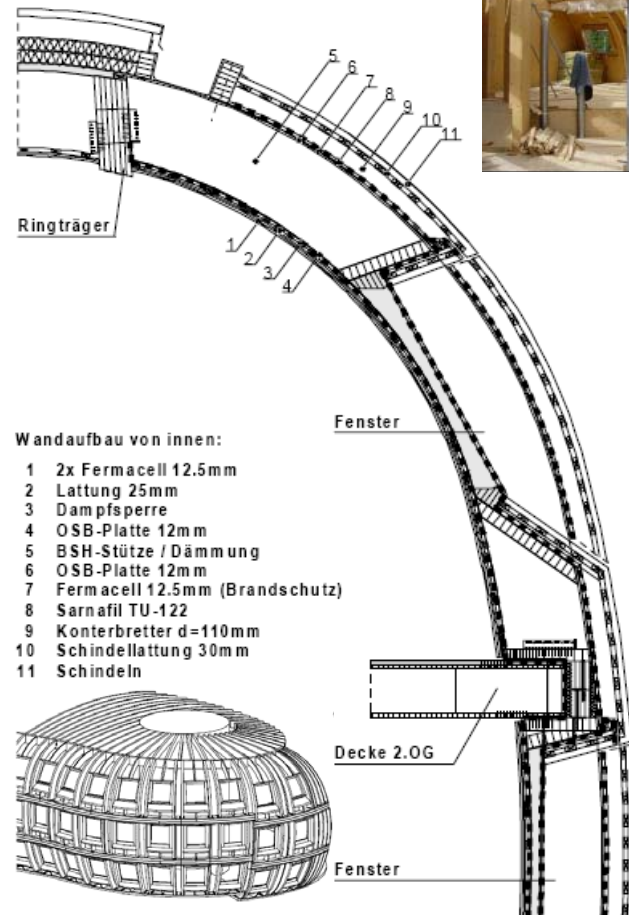 5
6
7
8
9
10
11
Ringträger
1
2
3
4
Fenster
Wandaufbau von innen:
1 2x Fermacell 12.5mm
2 Lattung 25mm
3 Dampfsperre
4 OSB-Platte 12mm
5 BSH-Stütze / Dämmung
6 OSB-Platte 12mm
7 Fermacell 12.5mm (Brandschutz)
8 Sarnafil TU-122
9 Konterbretter d=110mm
10 Schindellattung 30mm
11 Schindeln
Decke 2.OG
Fenster